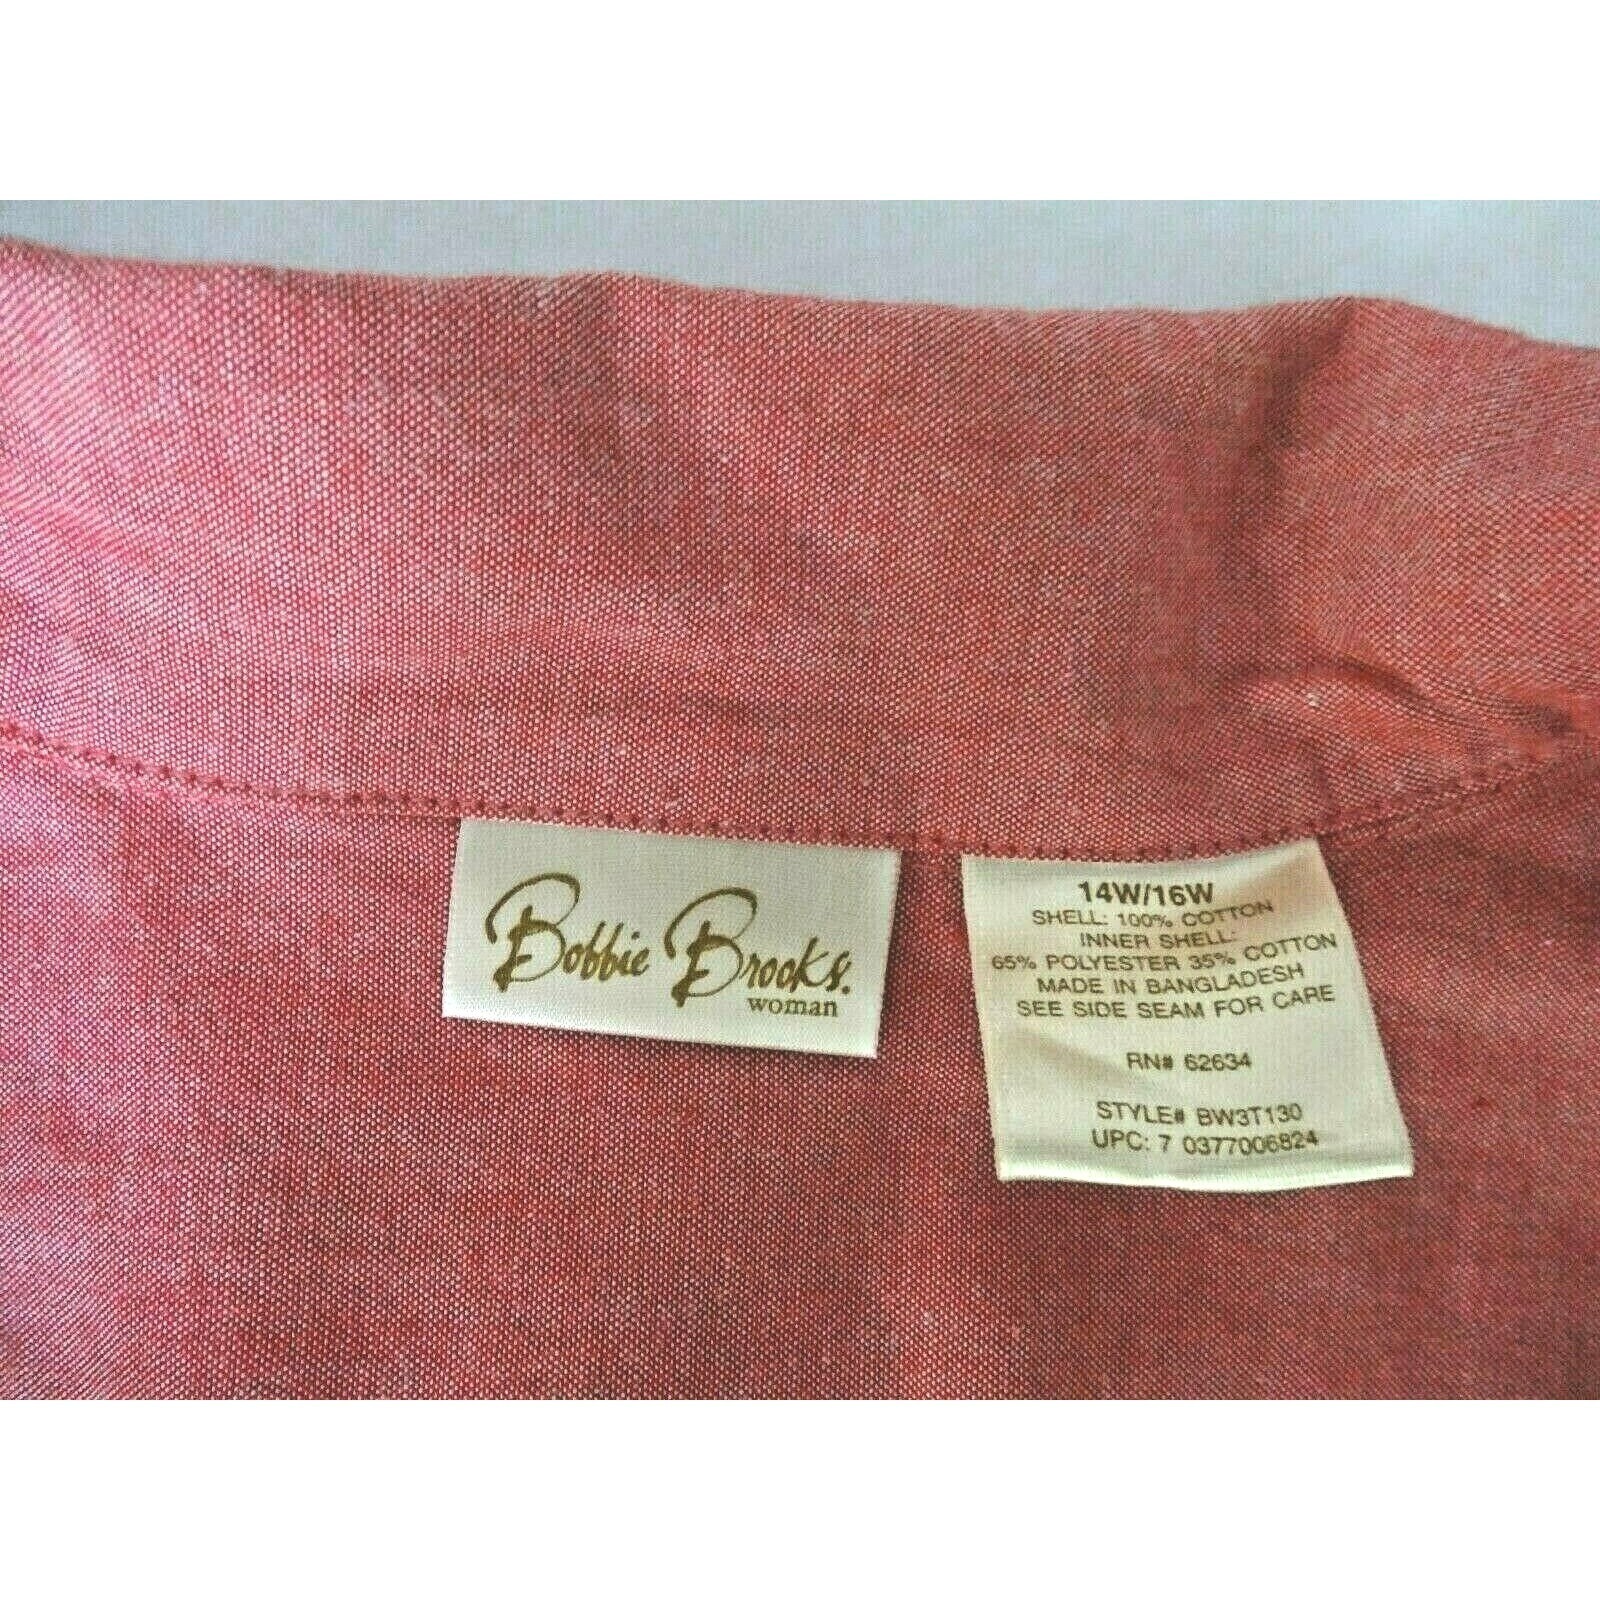 Bobbie Brooks.
woman
14W/16W
SHELL: 100% COTTON
INNER SHELL:
65% POLYESTER 35% COTTON
MADE IN BANGLADESH
SEE SIDE SEAM FOR CARE
RN# 62634
STYLE# BW3T130
UPC: 7 0377006824